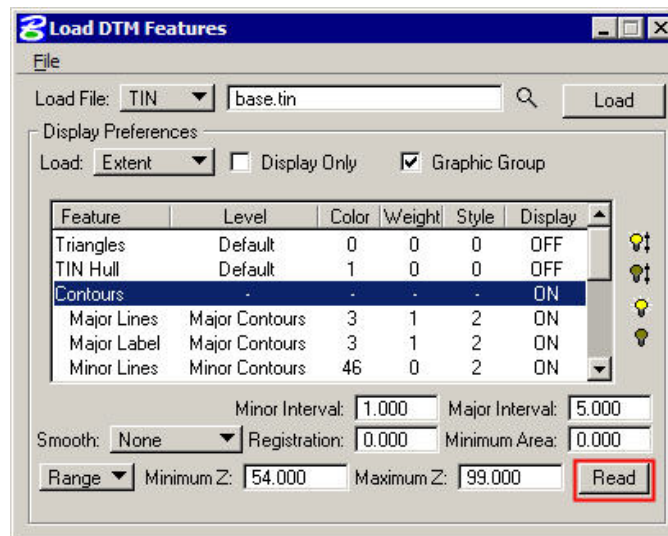 Load DTM Features
File
Load File: TIN base.tin Load
Display Preferences
Load: Extent Display Only Graphic Group
Feature Level Color Weight Style Display
Triangles Default 0 0 0 OFF
TIN Hull Default 1 0 0 OFF
Contours - - - - ON
Major Lines Major Contours 3 1 2 ON
Major Label Major Contours 3 1 2 ON
Minor Lines Minor Contours 46 0 2 ON
Minor Interval: 1.000 Major Interval: 5.000
Smooth: None Registration: 0.000 Minimum Area: 0.000
Range Minimum Z: 54.000 Maximum Z: 99.000 Read